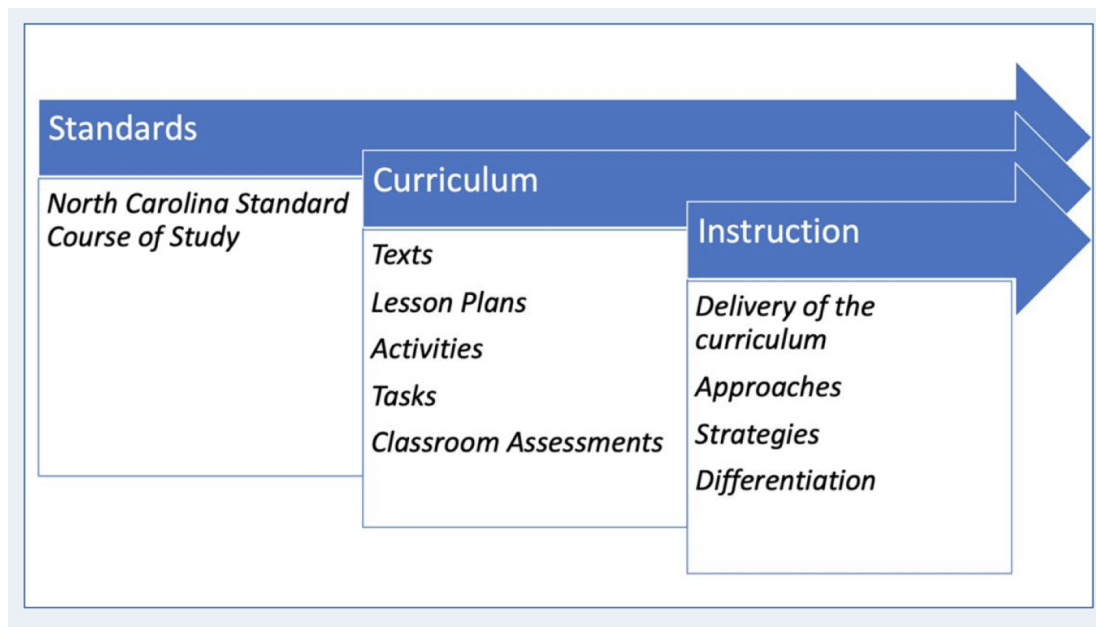 Standards
North Carolina Standard
Course of Study
Curriculum
Texts
Lesson Plans
Activities
Tasks
Classroom Assessments
Instruction
Delivery of the
curriculum
Approaches
Strategies
Differentiation